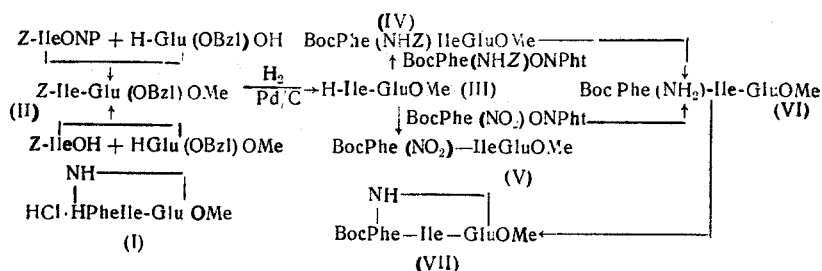 (IV)
Z-IleONP + H-Glu (OBzl) OH BocPhe (NHZ) IleGluOMe
BocPhe(NHZ)ONPht
Z-Ile-Glu (OBzl) OMe H₂ Pd/C H-Ile-GluOMe (III) Boc Phe (NH₂)-Ile-GluOMe
(II) BocPhe (NO₂) ONPht (VI)
Z-IleOH + HGlu (OBzl) OMe BocPhe (NO₂)—IleGluOMe
(V)
NH NH
HCl·HPheIle-Glu OMe BocPhe—Ile—GluOMe
(I) (VII)